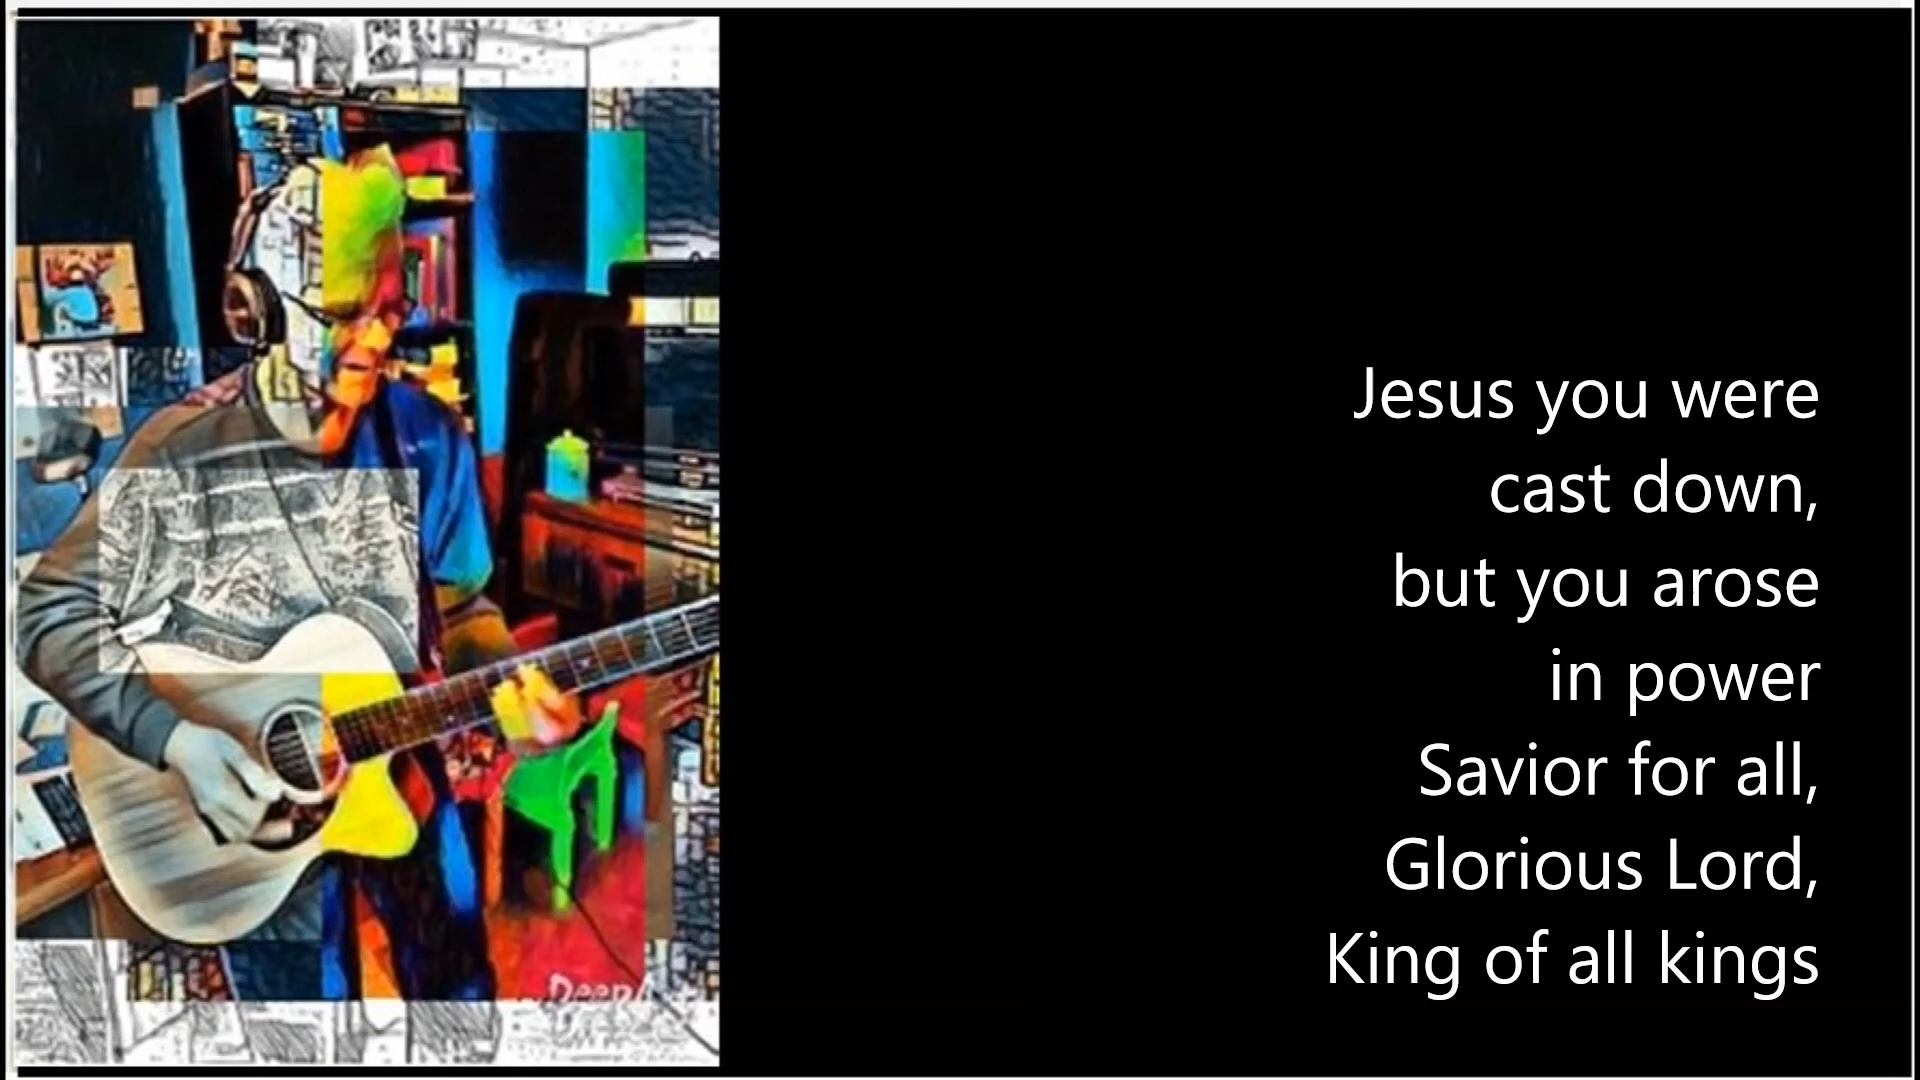 Jesus you were
cast down,
but you arose
in power
Savior for all,
Glorious Lord,
King of all kings